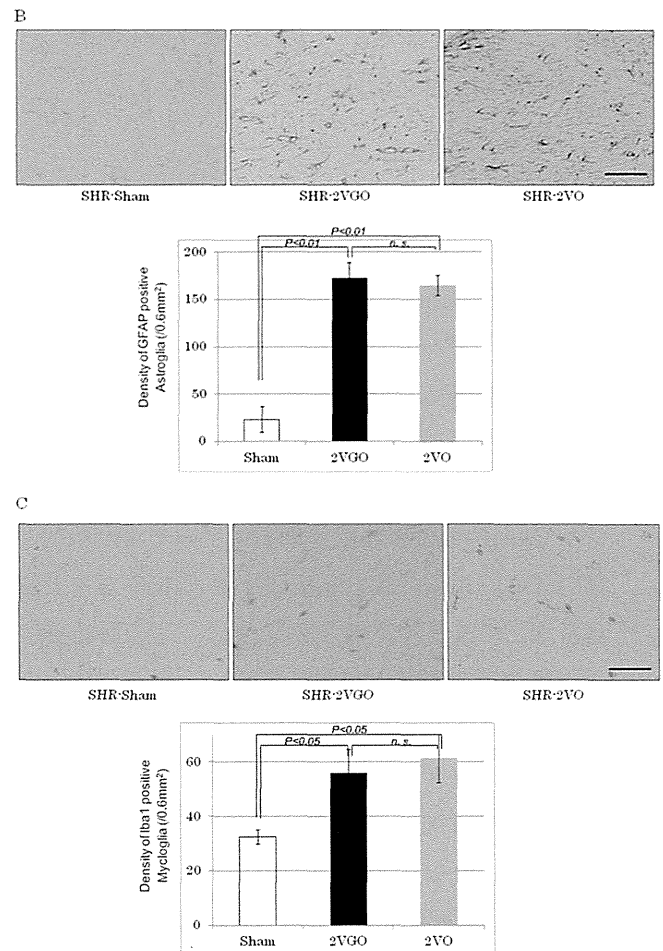 B
SHR-Sham SHR-2VGO SHR-2VO
P<0.01
P<0.01 n. s.
Density of GFAP positive
Astroglia (/0.6mm²)
200
150
100
50
0
Sham 2VGO 2VO
C
SHR-Sham SHR-2VGO SHR-2VO
P<0.05
P<0.05 n. s.
Density of Iba1 positive
Mycloglia (/0.6mm²)
60
40
20
0
Sham 2VGO 2VO